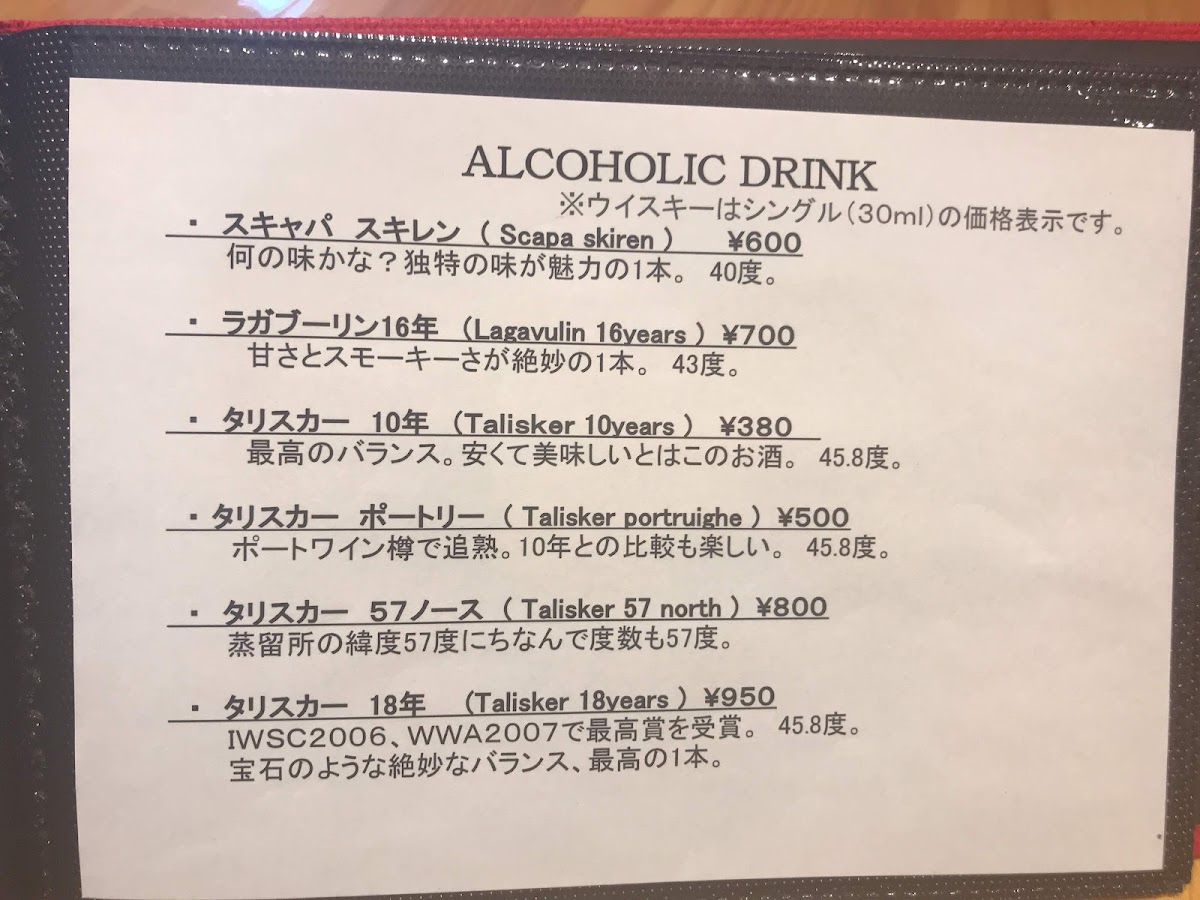 ALCOHOLIC DRINK
※ウイスキーはシングル(30ml)の価格表示です。
・ スキャパ スキレン ( Scapa skiren ) ¥600
何の味かな?独特の味が魅力の1本。 40度。
・ ラガブーリン16年 (Lagavulin 16years ) ¥700
甘さとスモーキーさが絶妙の1本。 43度。
・ タリスカー 10年 (Talisker 10years ) ¥380
最高のバランス。安くて美味しいとはこのお酒。 45.8度。
・ タリスカー ポートリー ( Talisker portruighe ) ¥500
ポートワイン樽で追熟。10年との比較も楽しい。 45.8度。
・ タリスカー 57ノース ( Talisker 57 north ) ¥800
蒸留所の緯度57度にちなんで度数も57度。
・ タリスカー 18年 (Talisker 18years ) ¥950
IWSC2006、WWA2007で最高賞を受賞。 45.8度。
宝石のような絶妙なバランス、最高の1本。